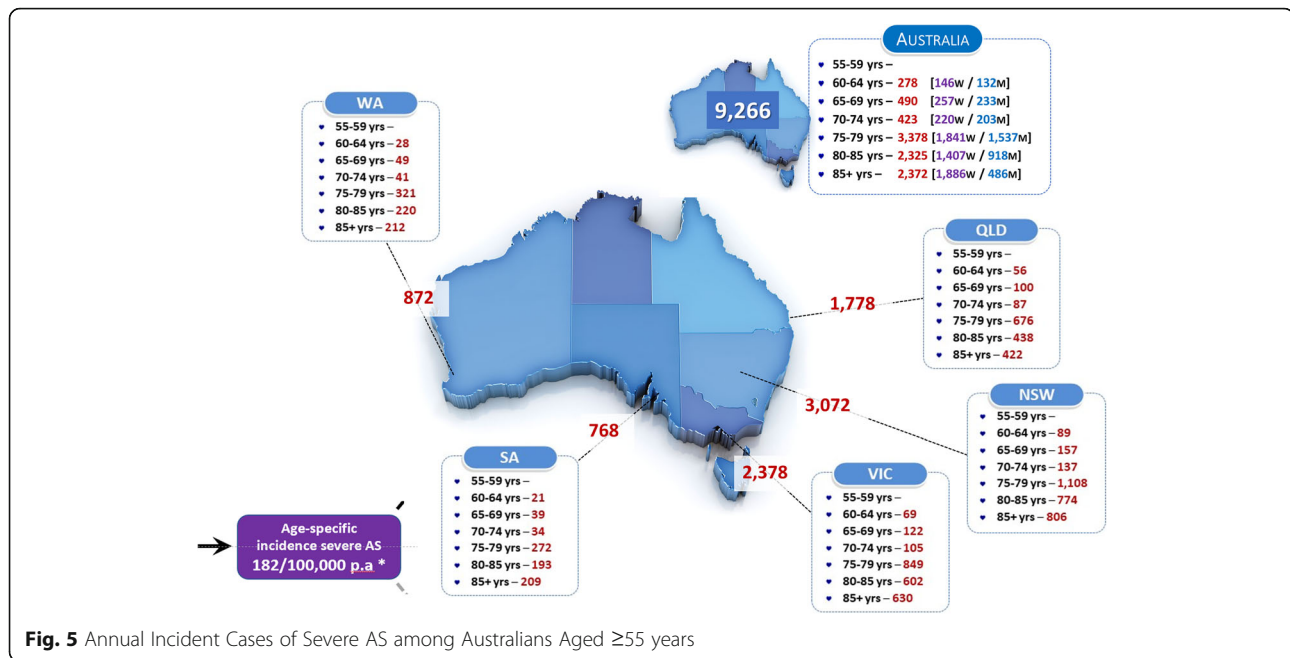 AUSTRALIA
55-59 yrs –
60-64 yrs – 278 [146W / 132M]
65-69 yrs – 490 [257W / 233M]
70-74 yrs – 423 [220W / 203M]
75-79 yrs – 3,378 [1,841W / 1,537M]
80-85 yrs – 2,325 [1,407W / 918M]
85+ yrs – 2,372 [1,886W / 486M]
9,266
WA
55-59 yrs –
60-64 yrs – 28
65-69 yrs – 49
70-74 yrs – 41
75-79 yrs – 321
80-85 yrs – 220
85+ yrs – 212
872
QLD
55-59 yrs –
60-64 yrs – 56
65-69 yrs – 100
70-74 yrs – 87
75-79 yrs – 676
80-85 yrs – 438
85+ yrs – 422
1,778
NSW
55-59 yrs –
60-64 yrs – 89
65-69 yrs – 157
70-74 yrs – 137
75-79 yrs – 1,108
80-85 yrs – 774
85+ yrs – 806
3,072
768
SA
55-59 yrs –
60-64 yrs – 21
65-69 yrs – 39
70-74 yrs – 34
75-79 yrs – 272
80-85 yrs – 193
85+ yrs – 209
2,378
VIC
55-59 yrs –
60-64 yrs – 69
65-69 yrs – 122
70-74 yrs – 105
75-79 yrs – 849
80-85 yrs – 602
85+ yrs – 630
Age-specific
incidence severe AS
182/100,000 p.a *
Fig. 5 Annual Incident Cases of Severe AS among Australians Aged ≥55 years